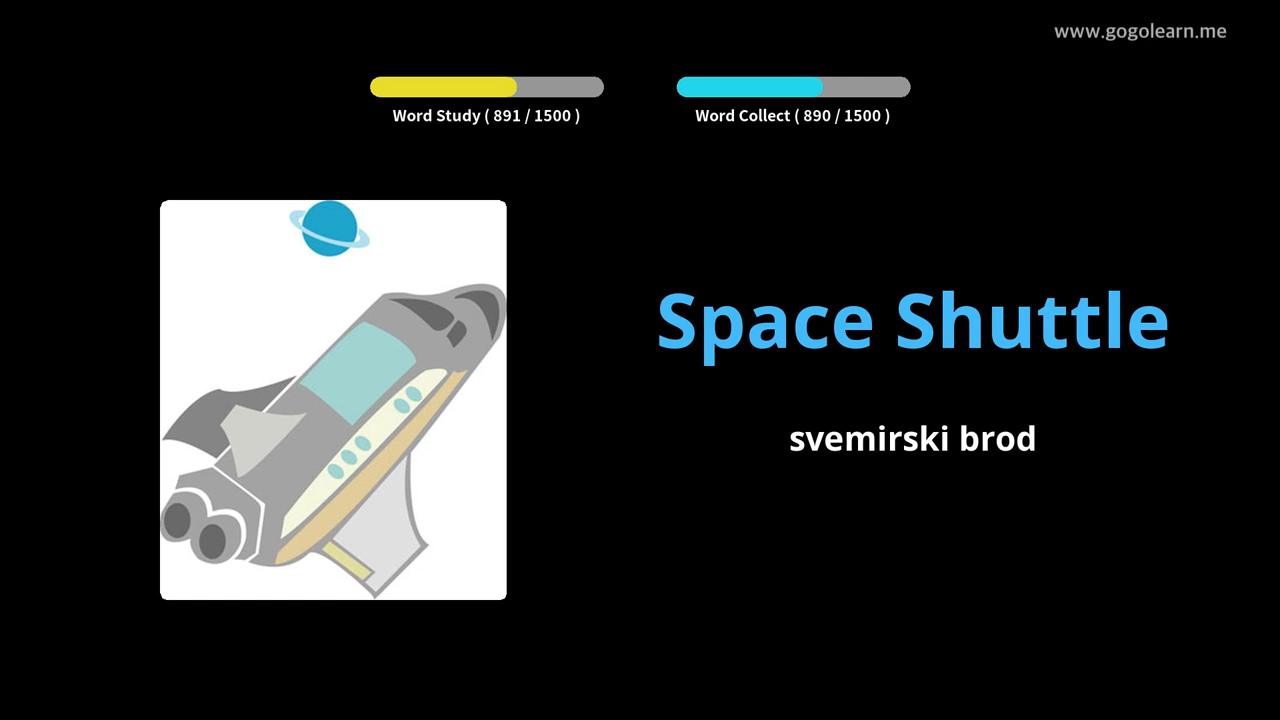 www.gogolearn.me
Word Study ( 891 / 1500 )
Word Collect ( 890 / 1500 )
Space Shuttle
svemirski brod